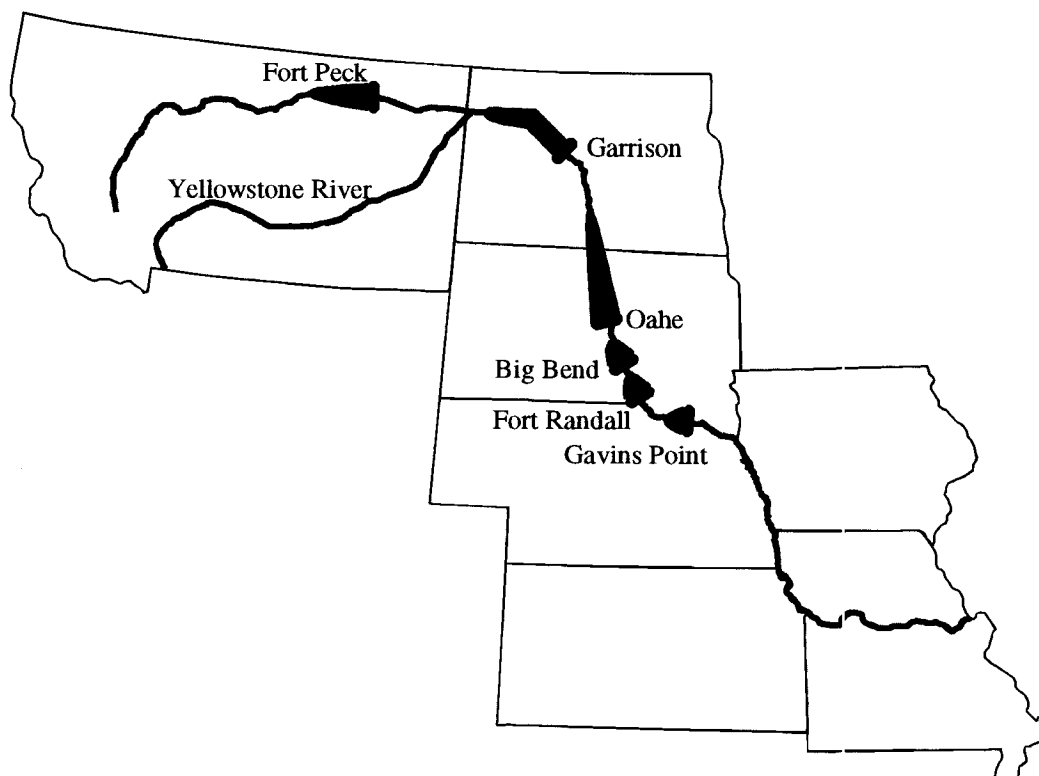 Fort Peck
Garrison
Yellowstone River
Oahe
Big Bend
Fort Randall
Gavins Point